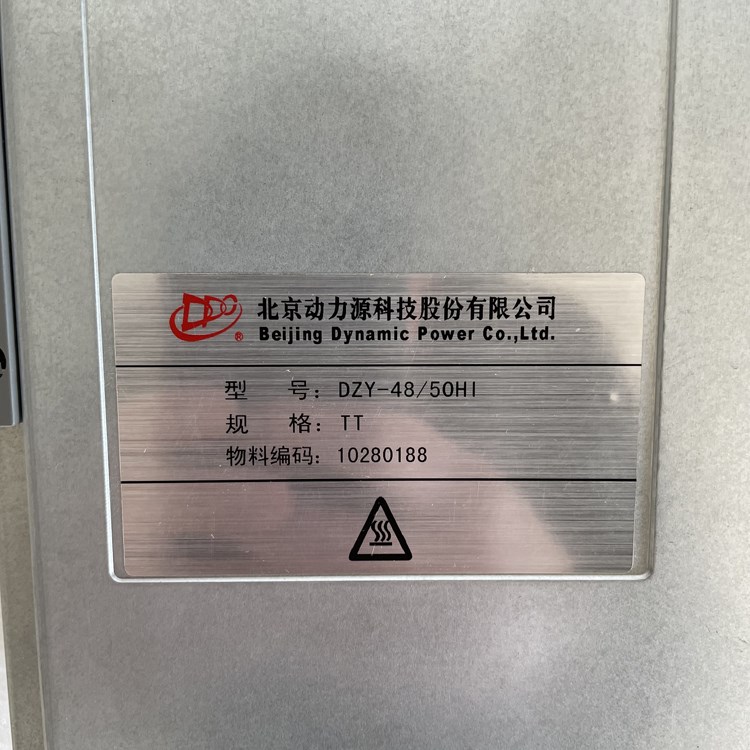 DPC ®
北京动力源科技股份有限公司
Beijing Dynamic Power Co.,Ltd.
型 号：DZY-48/50HI
规 格：TT
物料编码：10280188